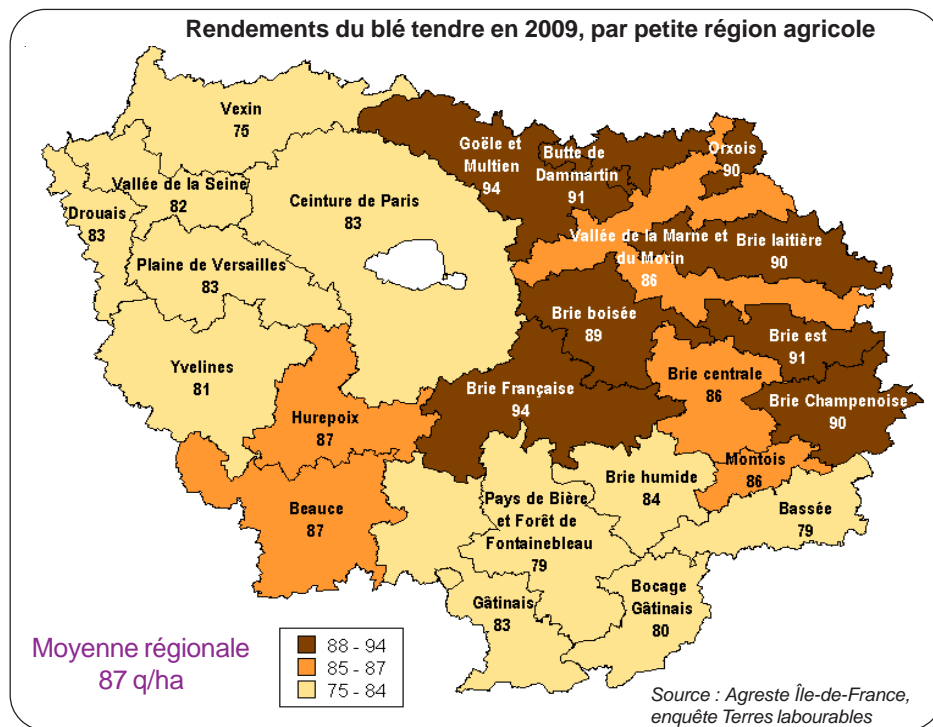 Rendements du blé tendre en 2009, par petite région agricole
Vexin
75
Goële et
Multien
94
Butte de
Dammartin
91
Orxois
90
Vallée de la Seine
82
Drouais
83
Ceinture de Paris
83
Plaine de Versailles
83
Vallée de la Marne et
du Morin
86
Brie laitière
90
Brie boisée
89
Brie est
91
Yvelines
81
Brie centrale
86
Brie Française
94
Brie Champenoise
90
Hurepoix
87
Montois
86
Brie humide
84
Beauce
87
Pays de Bière
et Forêt de
Fontainebleau
79
Bassée
79
Gâtinais
83
Bocage
Gâtinais
80
Moyenne régionale
87 q/ha
88 - 94
85 - 87
75 - 84
Source : Agreste Île-de-France,
enquête Terres labourables